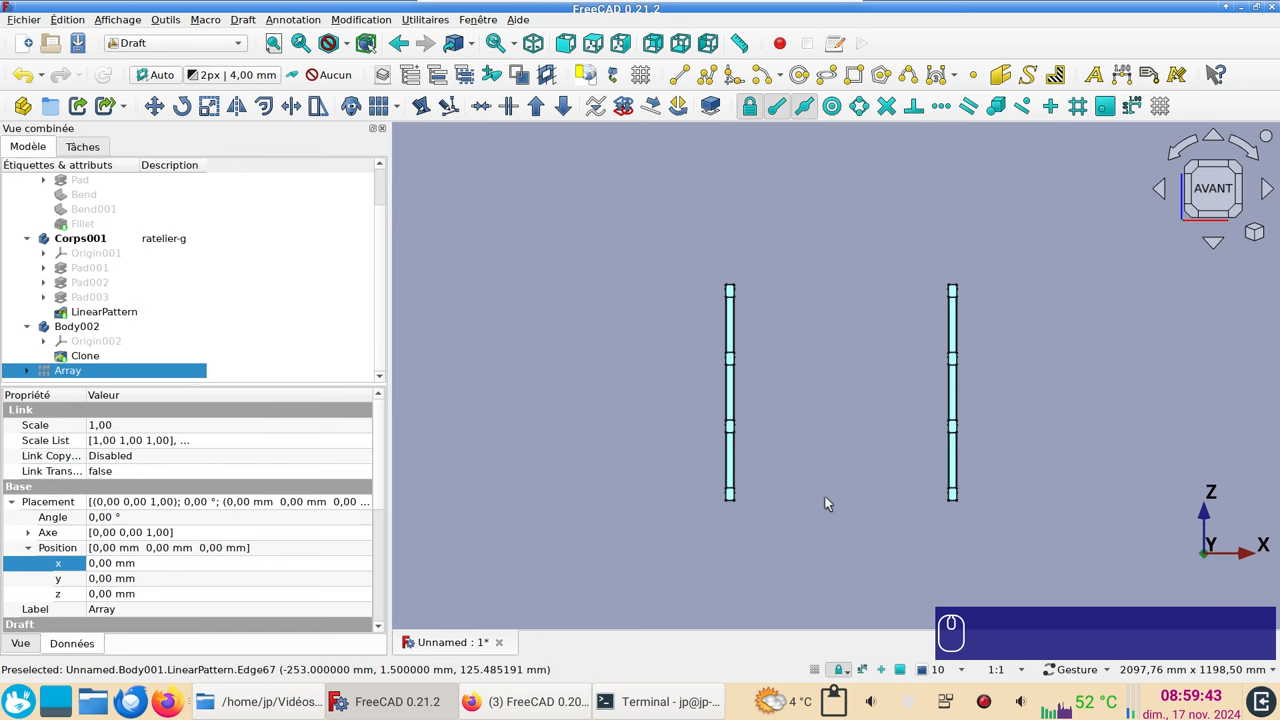 FreeCAD 0.21.2
Fichier Édition Affichage Outils Macro Draft Annotation Modification Utilitaires Fenêtre Aide
Draft
Auto 2px | 4,00 mm Aucun
Vue combinée
Modèle Tâches
Étiquettes & attributs Description
Pad
Bend
Bend001
Fillet
Corps001 ratelier-g
Origin001
Pad001
Pad002
Pad003
LinearPattern
Body002
Origin002
Clone
Array
Propriété Valeur
Link
Scale 1,00
Scale List [1,00 1,00 1,00], ...
Link Copy... Disabled
Link Trans... false
Base
Placement [(0,00 0,00 1,00); 0,00 °; (0,00 mm 0,00 mm 0,00 ...
Angle 0,00 °
Axe [0,00 0,00 1,00]
Position [0,00 mm 0,00 mm 0,00 mm]
x 0,00 mm
y 0,00 mm
z 0,00 mm
Label Array
Draft
Vue Données
AVANT
Z
Y X
Unnamed : 1*
Preselected: Unnamed.Body001.LinearPattern.Edge67 (-253.000000 mm, 1.500000 mm, 125.485191 mm)
10 1:1 Gesture 2097,76 mm x 1198,50 mm
/home/jp/Vidéos... FreeCAD 0.21.2 (3) FreeCAD 0.20... Terminal - jp@jp-... 4 °C 52 °C 08:59:43
dim., 17 nov. 2024